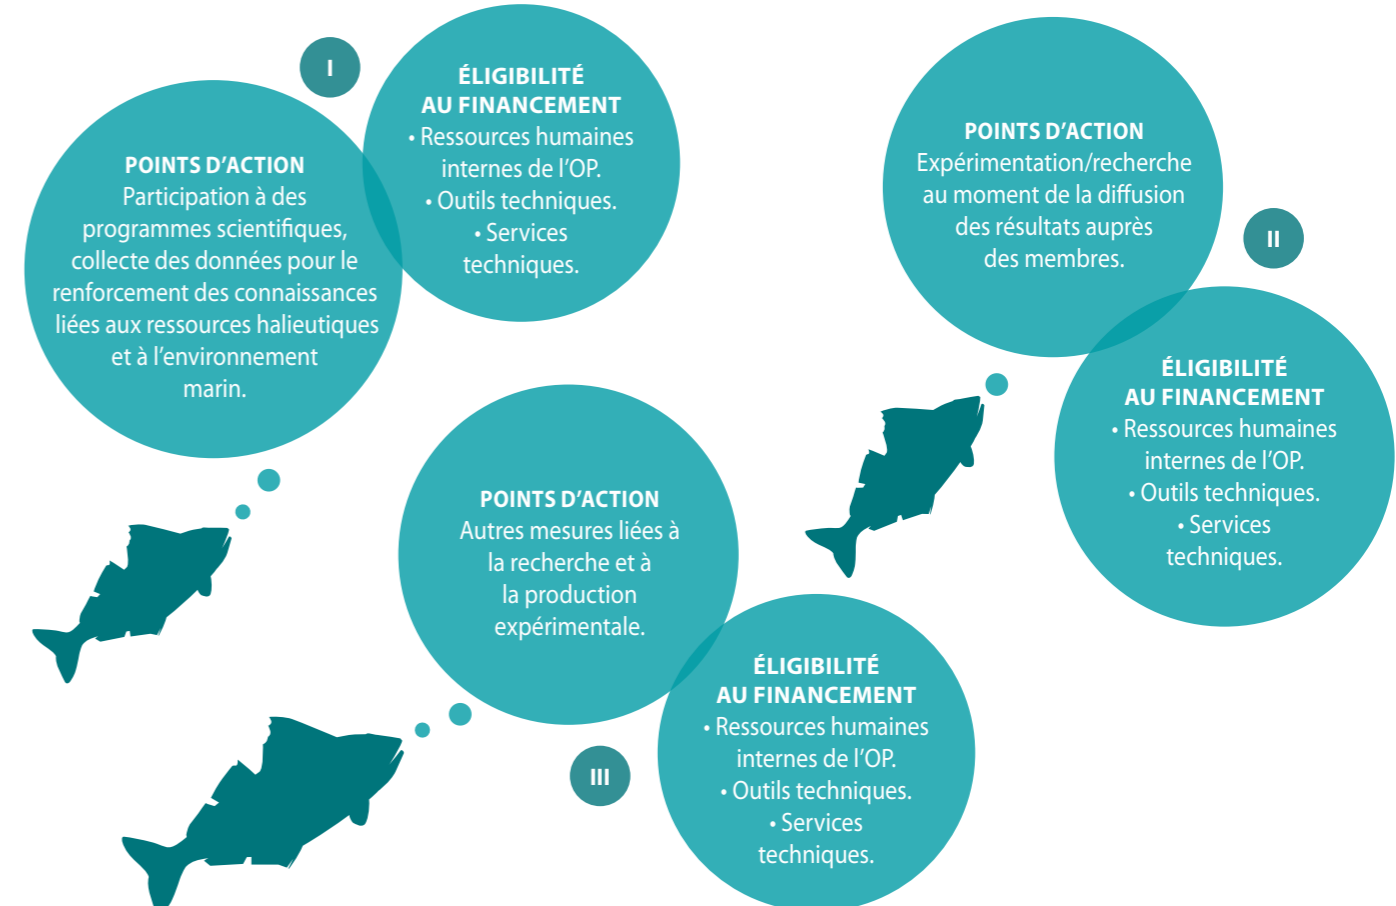 I
POINTS D’ACTION
Participation à des
programmes scientifiques,
collecte des données pour le
renforcement des connaissances
liées aux ressources halieutiques
et à l’environnement
marin.
ÉLIGIBILITÉ
AU FINANCEMENT
• Ressources humaines
internes de l’OP.
• Outils techniques.
• Services
techniques.
II
POINTS D’ACTION
Expérimentation/recherche
au moment de la diffusion
des résultats auprès
des membres.
ÉLIGIBILITÉ
AU FINANCEMENT
• Ressources humaines
internes de l’OP.
• Outils techniques.
• Services
techniques.
III
POINTS D’ACTION
Autres mesures liées à
la recherche et à
la production
expérimentale.
ÉLIGIBILITÉ
AU FINANCEMENT
• Ressources humaines
internes de l’OP.
• Outils techniques.
• Services
techniques.